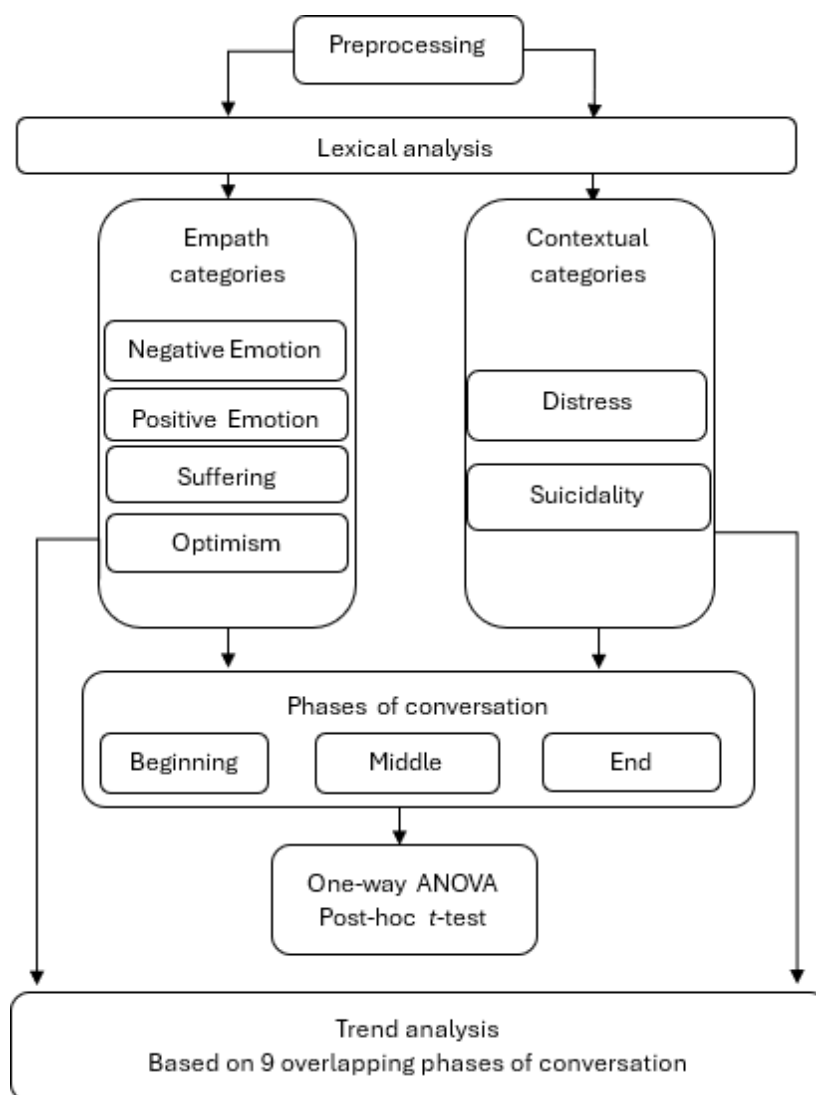 Preprocessing
Lexical analysis
Empath
categories
Negative Emotion
Positive Emotion
Suffering
Optimism
Contextual
categories
Distress
Suicidality
Phases of conversation
Beginning
Middle
End
One-way ANOVA
Post-hoc t-test
Trend analysis
Based on 9 overlapping phases of conversation